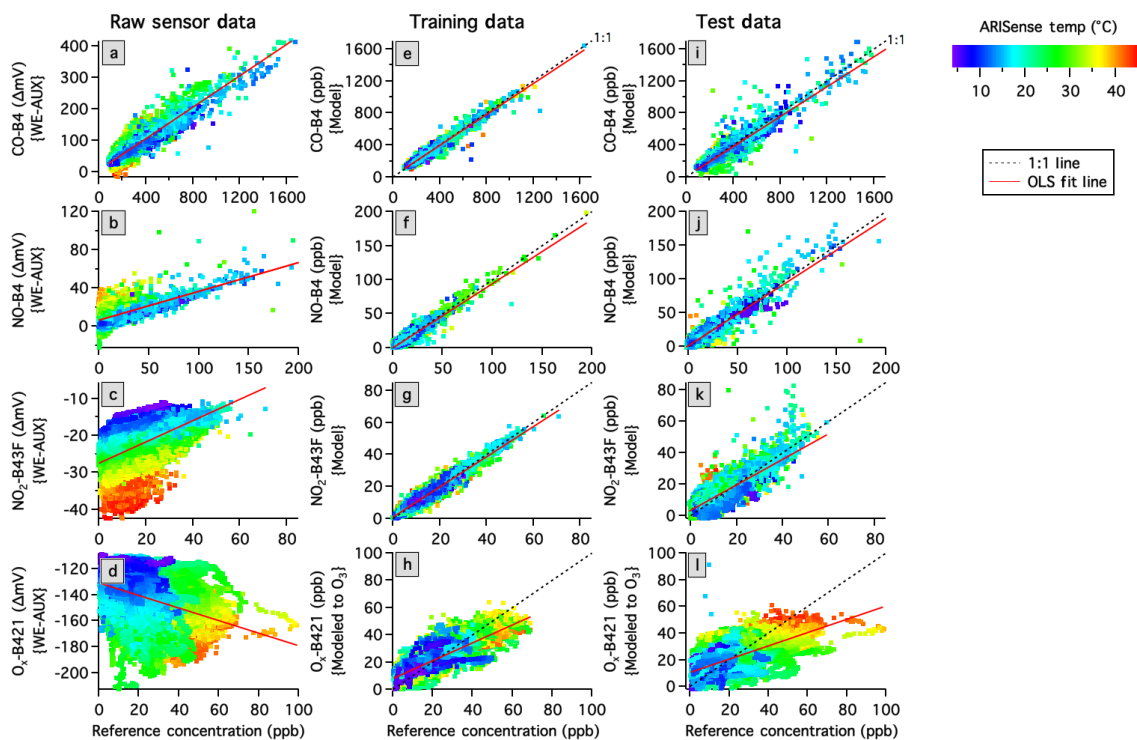 Raw sensor data
Training data
Test data
ARISense temp (°C)
10 20 30 40
1:1 line
OLS fit line
a
CO-B4 (ΔmV)
{WE-AUX}
400
300
200
100
0
400 800 1200 1600
e
1:1
CO-B4 (ppb)
{Model}
1600
1200
800
400
0
0 400 800 1200 1600
i
1:1
CO-B4 (ppb)
{Model}
1600
1200
800
400
0
0 400 800 1200 1600
b
NO-B4 (ΔmV)
{WE-AUX}
120
80
40
0
0 50 100 150 200
f
NO-B4 (ppb)
{Model}
200
150
100
50
0
0 50 100 150 200
j
NO-B4 (ppb)
{Model}
200
150
100
50
0
0 50 100 150 200
c
NO₂-B43F (ΔmV)
{WE-AUX}
-10
-20
-30
-40
0 20 40 60 80
g
NO₂-B43F (ppb)
{Model}
80
60
40
20
0
0 20 40 60 80
k
NO₂-B43F (ppb)
{Model}
80
60
40
20
0
0 20 40 60 80
d
Oₓ-B421 (ΔmV)
{WE-AUX}
-120
-140
-160
-180
-200
0 20 40 60 80 100
Reference concentration (ppb)
h
Oₓ-B421 (ppb)
{Modeled to O₃}
100
80
60
40
20
0
0 20 40 60 80 100
Reference concentration (ppb)
l
Oₓ-B421 (ppb)
{Modeled to O₃}
100
80
60
40
20
0
0 20 40 60 80 100
Reference concentration (ppb)